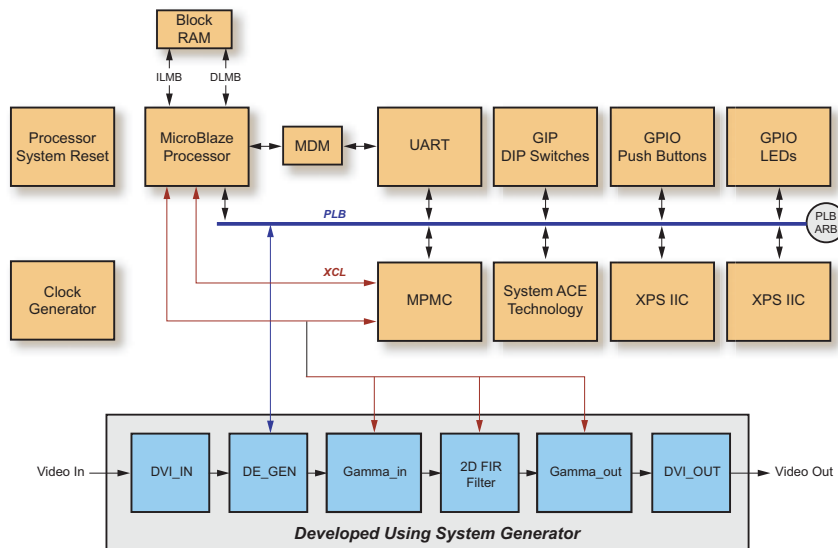 Block
RAM
ILMB
DLMB
Processor
System Reset
MicroBlaze
Processor
MDM
UART
GIP
DIP Switches
GPIO
Push Buttons
GPIO
LEDs
PLB
PLB
ARB
XCL
Clock
Generator
MPMC
System ACE
Technology
XPS IIC
XPS IIC
Video In
DVI_IN
DE_GEN
Gamma_in
2D FIR
Filter
Gamma_out
DVI_OUT
Video Out
Developed Using System Generator